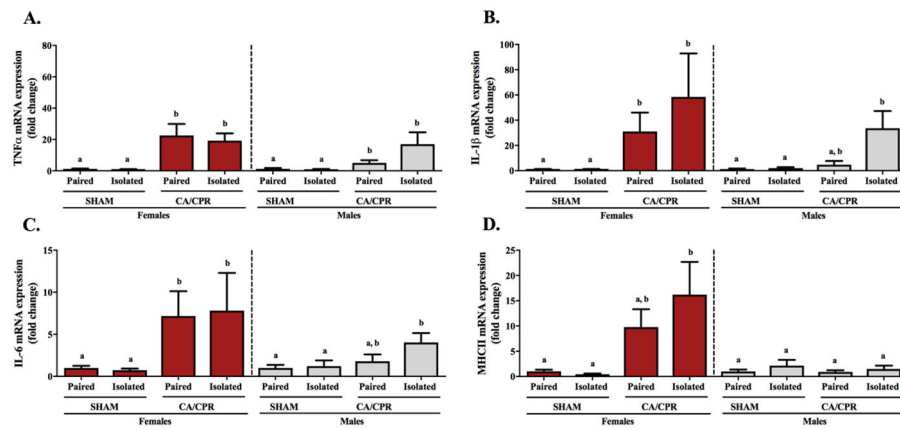 A.
TNFα mRNA expression
(fold change)
80
60
40
20
0
a
a
b
b
a
a
b
b
Paired
Isolated
Paired
Isolated
Paired
Isolated
Paired
Isolated
SHAM
CA/CPR
SHAM
CA/CPR
Females
Males
B.
IL-1β mRNA expression
(fold change)
100
80
60
40
20
0
a
a
b
b
a
a
a, b
b
Paired
Isolated
Paired
Isolated
Paired
Isolated
Paired
Isolated
SHAM
CA/CPR
SHAM
CA/CPR
Females
Males
C.
IL-6 mRNA expression
(fold change)
15
10
5
0
a
a
b
b
a
a
a, b
b
Paired
Isolated
Paired
Isolated
Paired
Isolated
Paired
Isolated
SHAM
CA/CPR
SHAM
CA/CPR
Females
Males
D.
MHCII mRNA expression
(fold change)
25
20
15
10
5
0
a
a
a, b
b
a
a
a
a
Paired
Isolated
Paired
Isolated
Paired
Isolated
Paired
Isolated
SHAM
CA/CPR
SHAM
CA/CPR
Females
Males